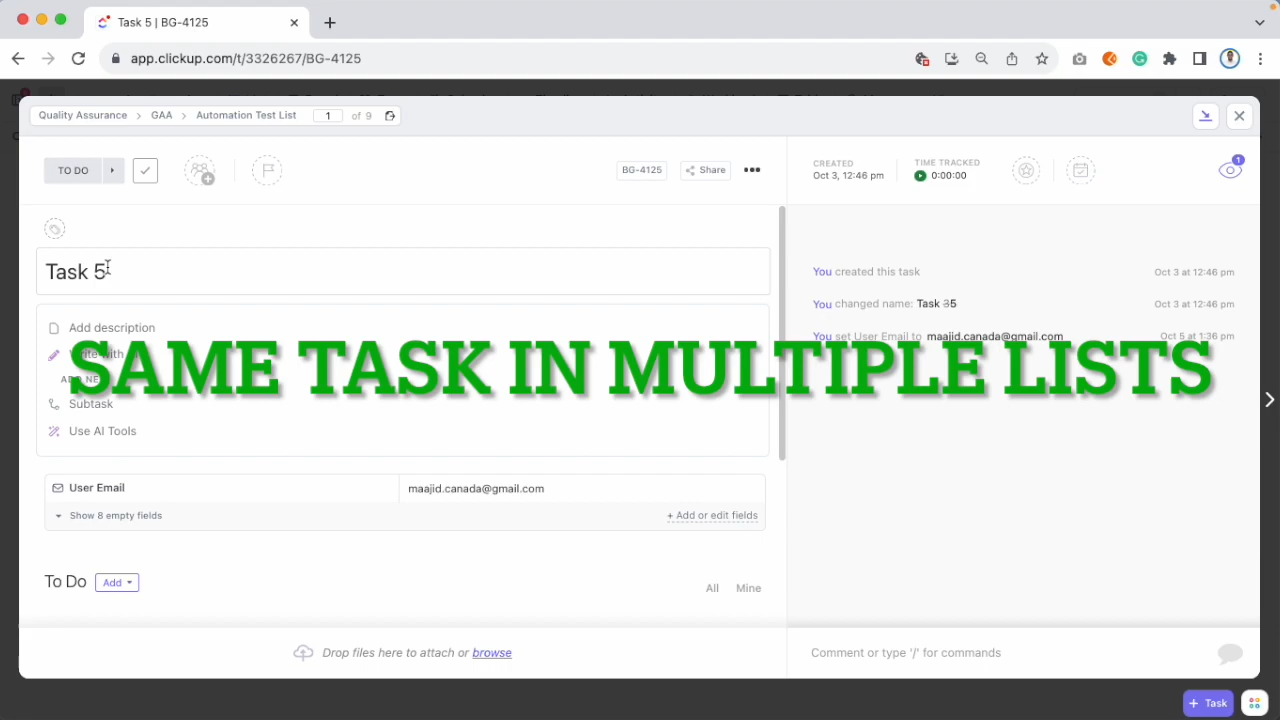 Task 5 | BG-4125
app.clickup.com/t/3326267/BG-4125
Quality Assurance > GAA > Automation Test List 1 of 9
TO DO
BG-4125
Share
CREATED
Oct 3, 12:46 pm
TIME TRACKED
0:00:00
1
Task 5
You created this task Oct 3 at 12:46 pm
You changed name: Task 35 Oct 3 at 12:46 pm
You set User Email to maajid.canada@gmail.com Oct 5 at 1:36 pm
Add description
Write with
ADD NE
SAME TASK IN MULTIPLE LISTS
Subtask
Use AI Tools
User Email maajid.canada@gmail.com
Show 8 empty fields + Add or edit fields
To Do Add All Mine
Drop files here to attach or browse
Comment or type '/' for commands
+ Task